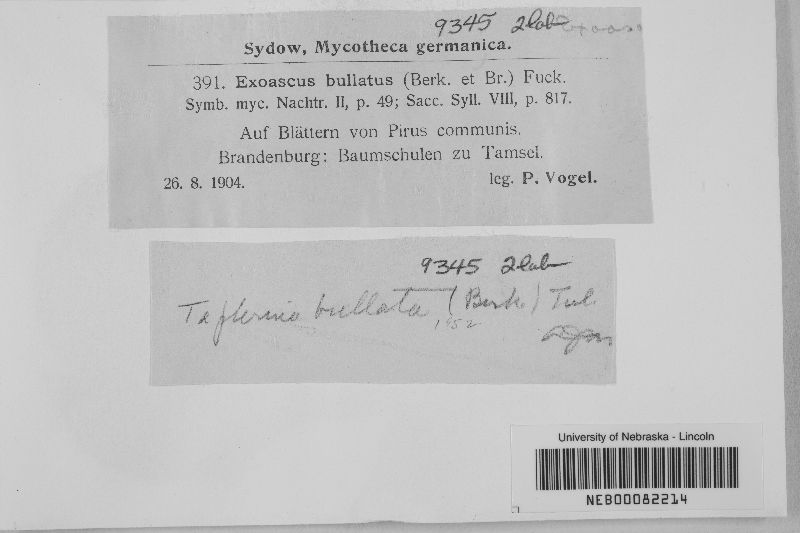 9345 2lab
Sydow, Mycotheca germanica.
391. Exoascus bullatus (Berk. et Br.) Fuck.
Symb. myc. Nachtr. II, p. 49; Sacc. Syll. VIII, p. 817.
Auf Blättern von Pirus communis.
Brandenburg: Baumschulen zu Tamsel.
26. 8. 1904. leg. P. Vogel.
9345 2lab
Taphrina bullata (Berk.) Tul.
1952
University of Nebraska - Lincoln
NEB00082214